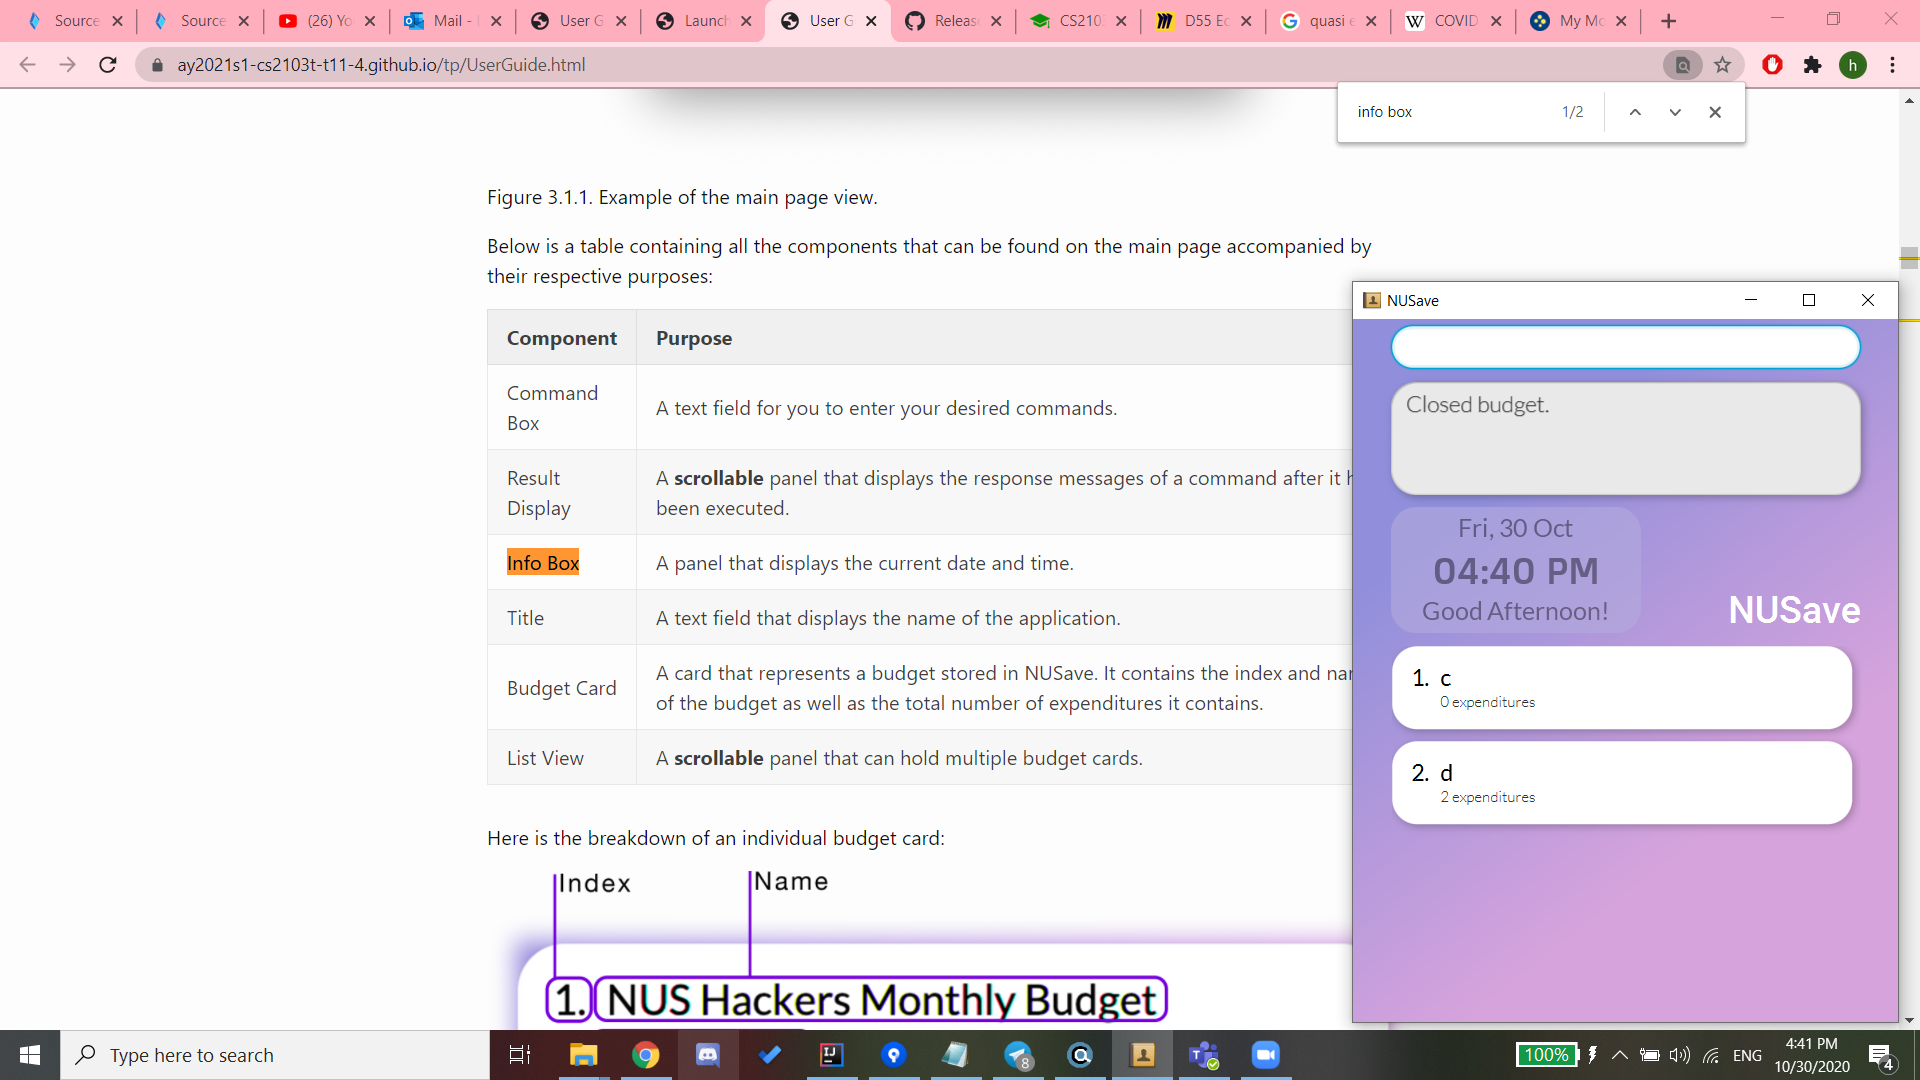 Source
Source
(26) Yo
Mail -
User G
Launch
User G
Releas
CS210
D55 Ec
quasi e
COVID
My Mo
ay2021s1-cs2103t-t11-4.github.io/tp/UserGuide.html
h
info box
1/2
Figure 3.1.1. Example of the main page view.
Below is a table containing all the components that can be found on the main page accompanied by
their respective purposes:
Component Purpose
Command
Box
A text field for you to enter your desired commands.
Result
Display
A scrollable panel that displays the response messages of a command after it h
been executed.
Info Box A panel that displays the current date and time.
Title A text field that displays the name of the application.
Budget Card
A card that represents a budget stored in NUSave. It contains the index and nar
of the budget as well as the total number of expenditures it contains.
List View A scrollable panel that can hold multiple budget cards.
Here is the breakdown of an individual budget card:
Index Name
1. NUS Hackers Monthly Budget
NUSave
Closed budget.
Fri, 30 Oct
04:40 PM
Good Afternoon!
NUSave
1. c
0 expenditures
2. d
2 expenditures
Type here to search
8
100%
ENG
4:41 PM
10/30/2020
4